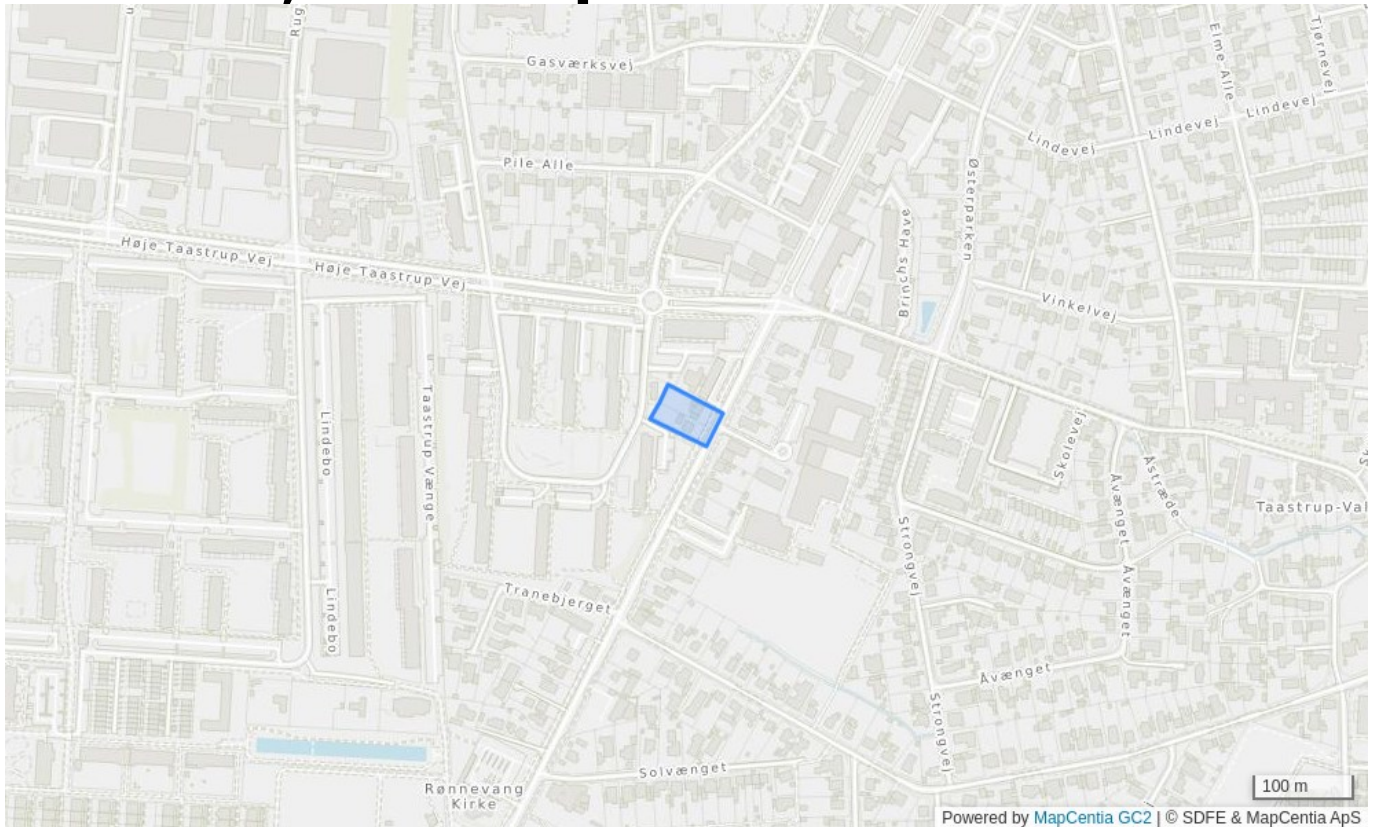 Rug
Gasværksvej
Elme Alle
Tjørnevej
Lindevej
Lindevej
Lindevej
Pile Alle
Østerparken
Brinchs Have
Høje Taastrup Vej
Høje Taastrup Vej
Vinkelvej
Lindebo
Taastrup Vænge
Skolevej
Åstræde
Åvænget
Taastrup-Val
Strongvej
Åvænget
Lindebo
Tranebjerget
Åvænget
Strongvej
Solvænget
Rønnevang
Kirke
100 m
Powered by MapCentia GC2 | © SDFE & MapCentia ApS